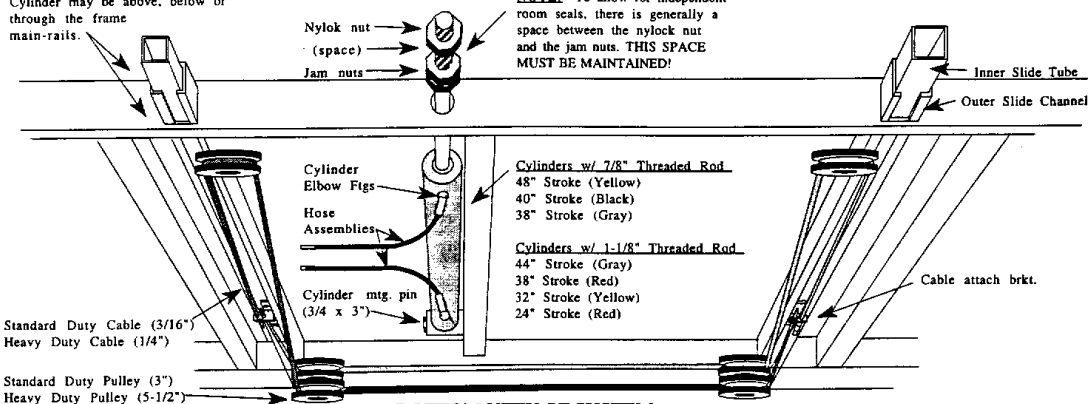 Cylinder may be above, below or
through the frame
main-rails.
Nylok nut
(space)
Jam nuts
room seals, there is generally a
space between the nylock nut
and the jam nuts. THIS SPACE
MUST BE MAINTAINED!
Inner Slide Tube
Outer Slide Channel
Cylinder
Elbow Ftgs
Hose
Assemblies
Cylinder mtg. pin
(3/4 x 3")
Cylinders w/ 7/8" Threaded Rod
48" Stroke (Yellow)
40" Stroke (Black)
38" Stroke (Gray)
Cylinders w/ 1-1/8" Threaded Rod
44" Stroke (Gray)
38" Stroke (Red)
32" Stroke (Yellow)
24" Stroke (Red)
Cable attach brkt.
Standard Duty Cable (3/16")
Heavy Duty Cable (1/4")
Standard Duty Pulley (3")
Heavy Duty Pulley (5-1/2")